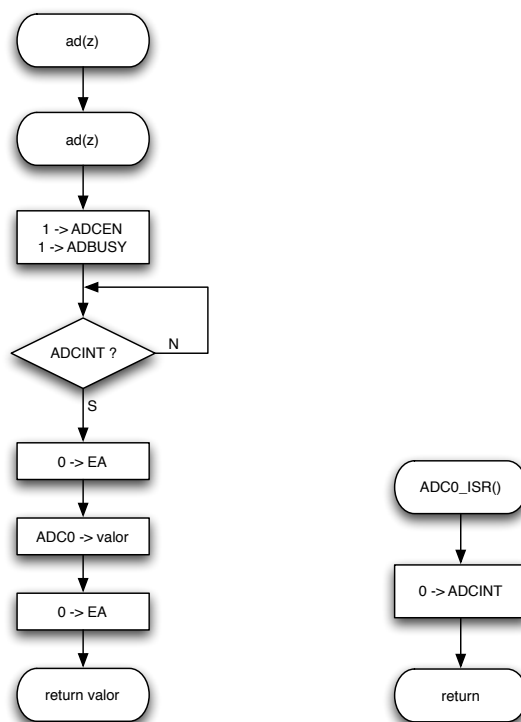 ad(z)
ad(z)
1 -> ADCEN
1 -> ADBUSY
ADCINT ?
N
S
0 -> EA
ADC0 -> valor
0 -> EA
return valor
ADC0_ISR()
0 -> ADCINT
return